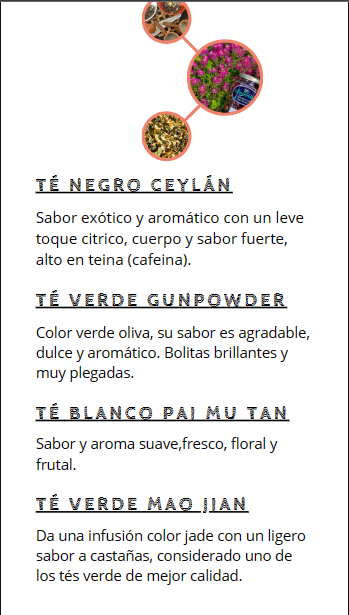 TÉ NEGRO CEYLÁN
Sabor exótico y aromático con un leve
toque citrico, cuerpo y sabor fuerte,
alto en teina (cafeina).
TÉ VERDE GUNPOWDER
Color verde oliva, su sabor es agradable,
dulce y aromático. Bolitas brillantes y
muy plegadas.
TÉ BLANCO PAI MU TAN
Sabor y aroma suave,fresco, floral y
frutal.
TÉ VERDE MAO JIAN
Da una infusión color jade con un ligero
sabor a castañas, considerado uno de
los tés verde de mejor calidad.